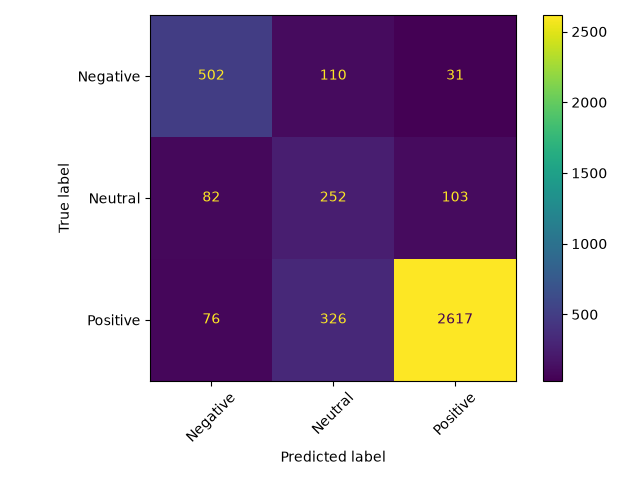 2500
Negative 502 110 31
2000
1500
True label
Neutral 82 252 103
1000
500
Positive 76 326 2617
Negative Neutral Positive
Predicted label